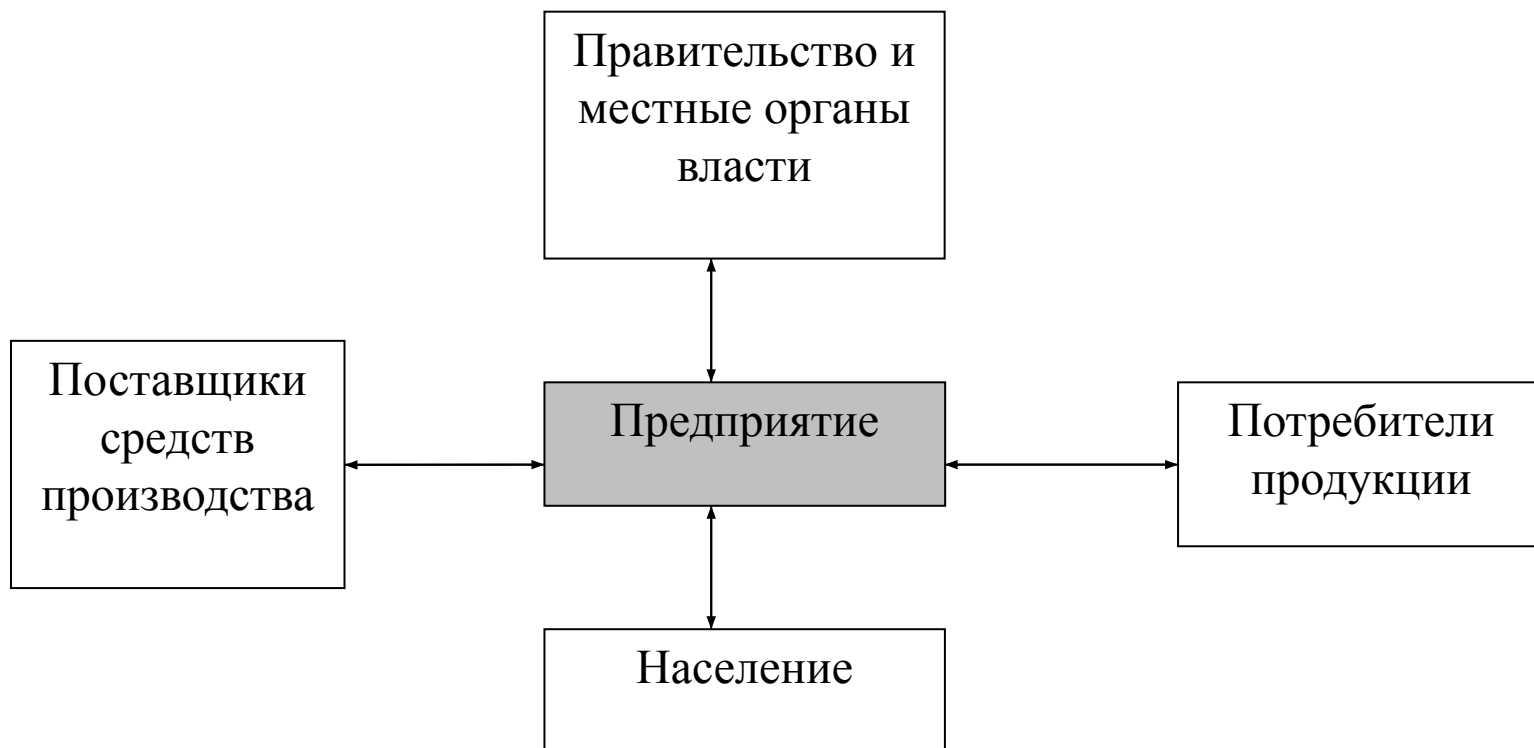 Правительство и
местные органы
власти
Поставщики
средств
производства
Предприятие
Потребители
продукции
Население